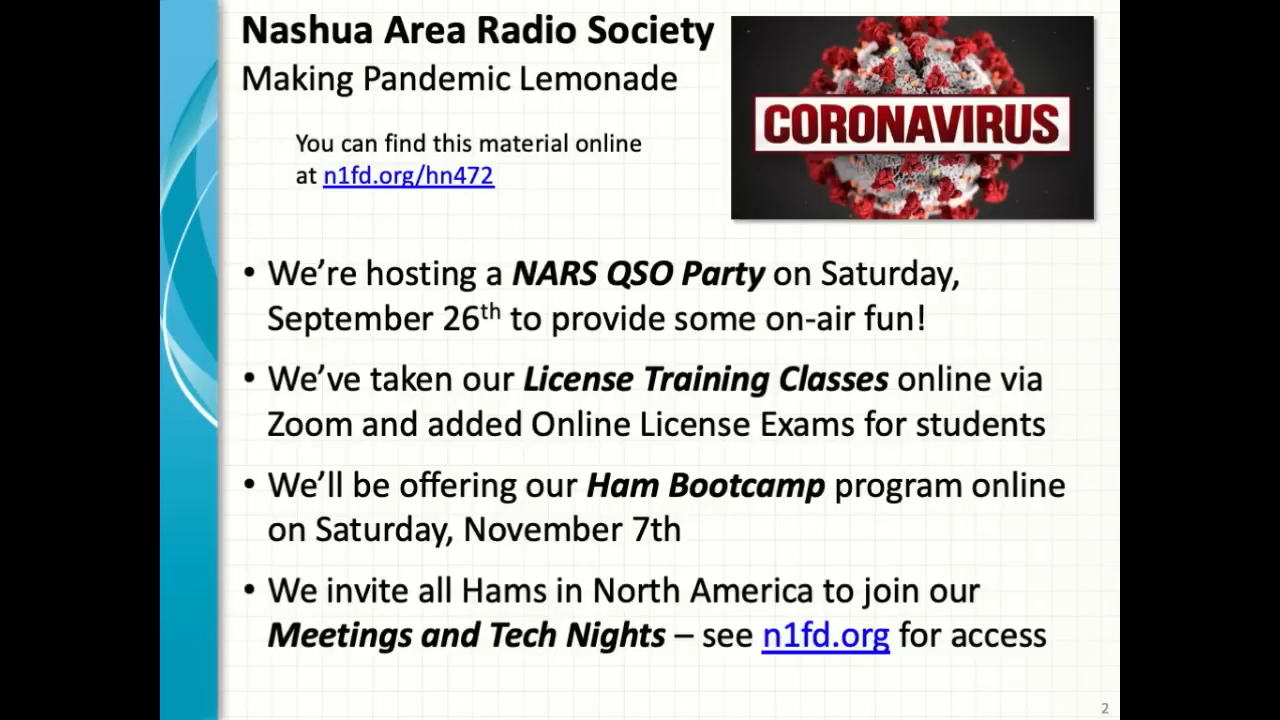 Nashua Area Radio Society
Making Pandemic Lemonade
You can find this material online
at n1fd.org/hn472
CORONAVIRUS
• We’re hosting a NARS QSO Party on Saturday,
September 26th to provide some on-air fun!
• We’ve taken our License Training Classes online via
Zoom and added Online License Exams for students
• We’ll be offering our Ham Bootcamp program online
on Saturday, November 7th
• We invite all Hams in North America to join our
Meetings and Tech Nights – see n1fd.org for access
2